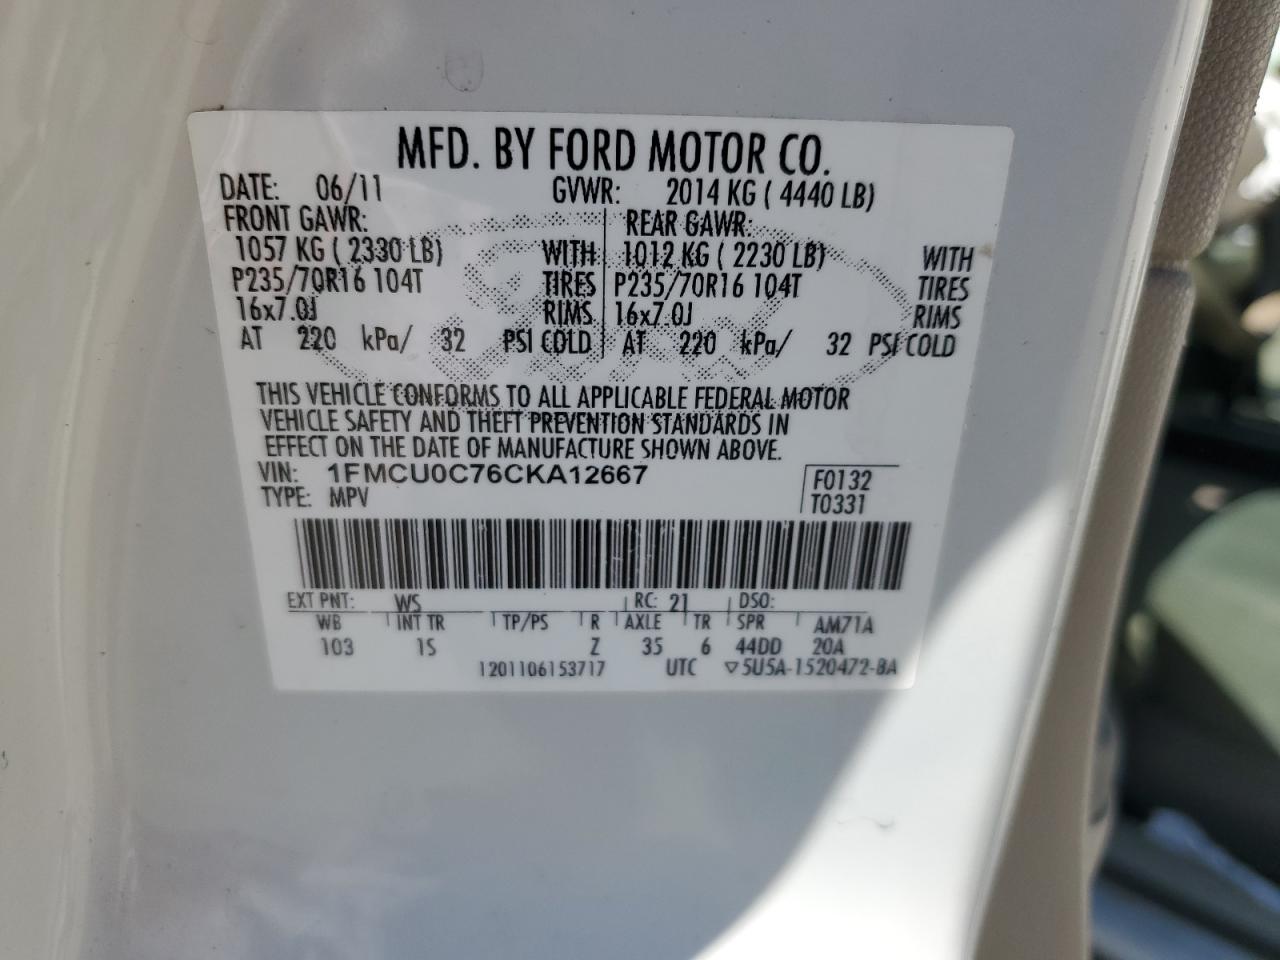 MFD. BY FORD MOTOR CO.
DATE: 06/11 GVWR: 2014 KG ( 4440 LB)
FRONT GAWR: REAR GAWR:
1057 KG ( 2330 LB) WITH 1012 KG ( 2230 LB) WITH
P235/70R16 104T TIRES P235/70R16 104T TIRES
16x7.0J RIMS 16x7.0J RIMS
AT 220 kPa/ 32 PSI COLD AT 220 kPa/ 32 PSI COLD
THIS VEHICLE CONFORMS TO ALL APPLICABLE FEDERAL MOTOR
VEHICLE SAFETY AND THEFT PREVENTION STANDARDS IN
EFFECT ON THE DATE OF MANUFACTURE SHOWN ABOVE.
VIN: 1FMCU0C76CKA12667 F0132
TYPE: MPV T0331
EXT PNT: WS RC: 21 DSO:
WB INT TR TP/PS R AXLE TR SPR AM71A
103 1S Z 35 6 44DD 20A
1201106153717 UTC ▽5U5A-1520472-BA